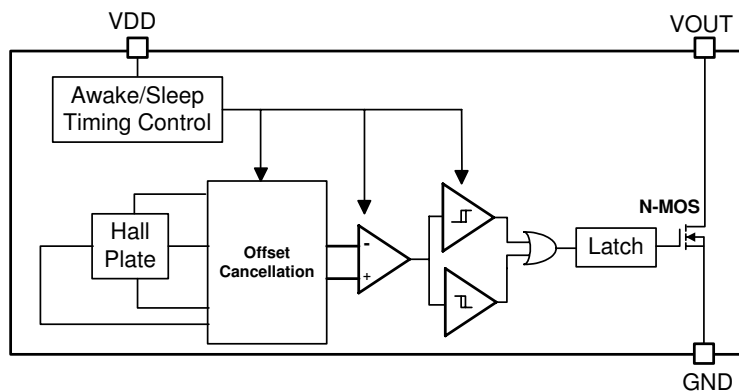 VDD
VOUT
Awake/Sleep
Timing Control
Hall
Plate
Offset
Cancellation
-
+
N-MOS
Latch
GND